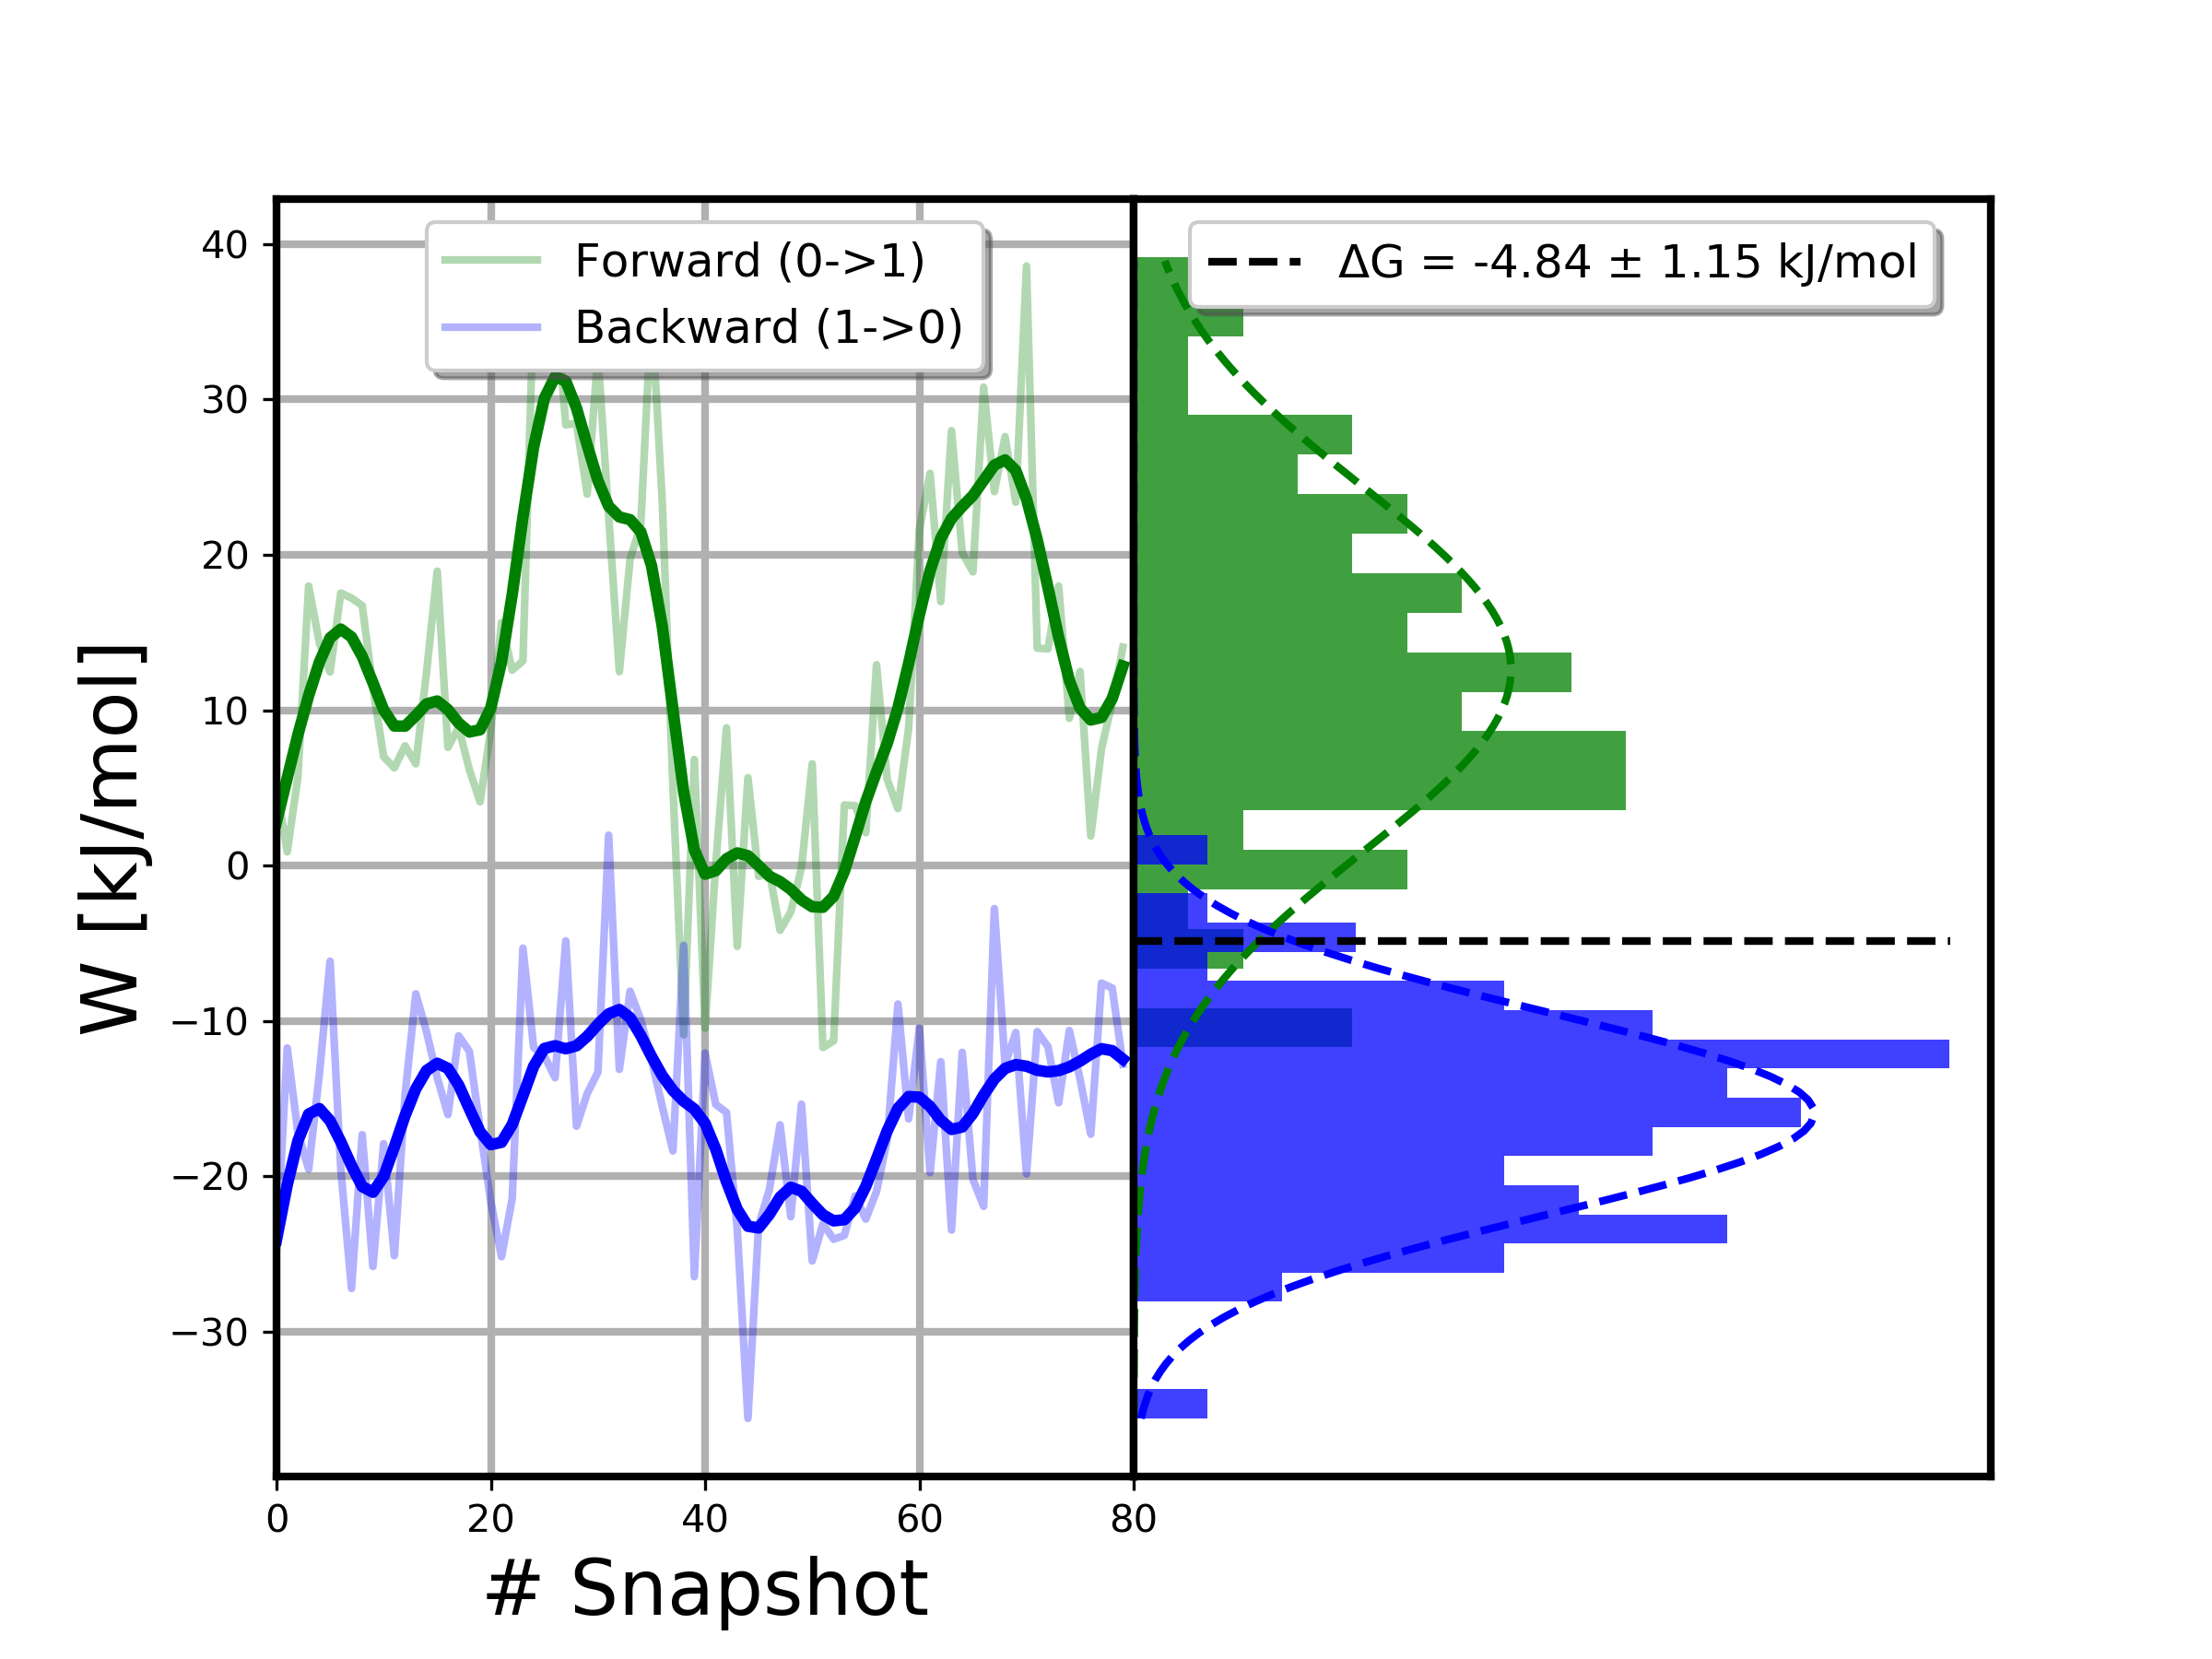 Forward (0->1)
Backward (1->0)
ΔG = -4.84 ± 1.15 kJ/mol
W [kJ/mol]
40
30
20
10
0
−10
−20
−30
0 20 40 60 80
# Snapshot